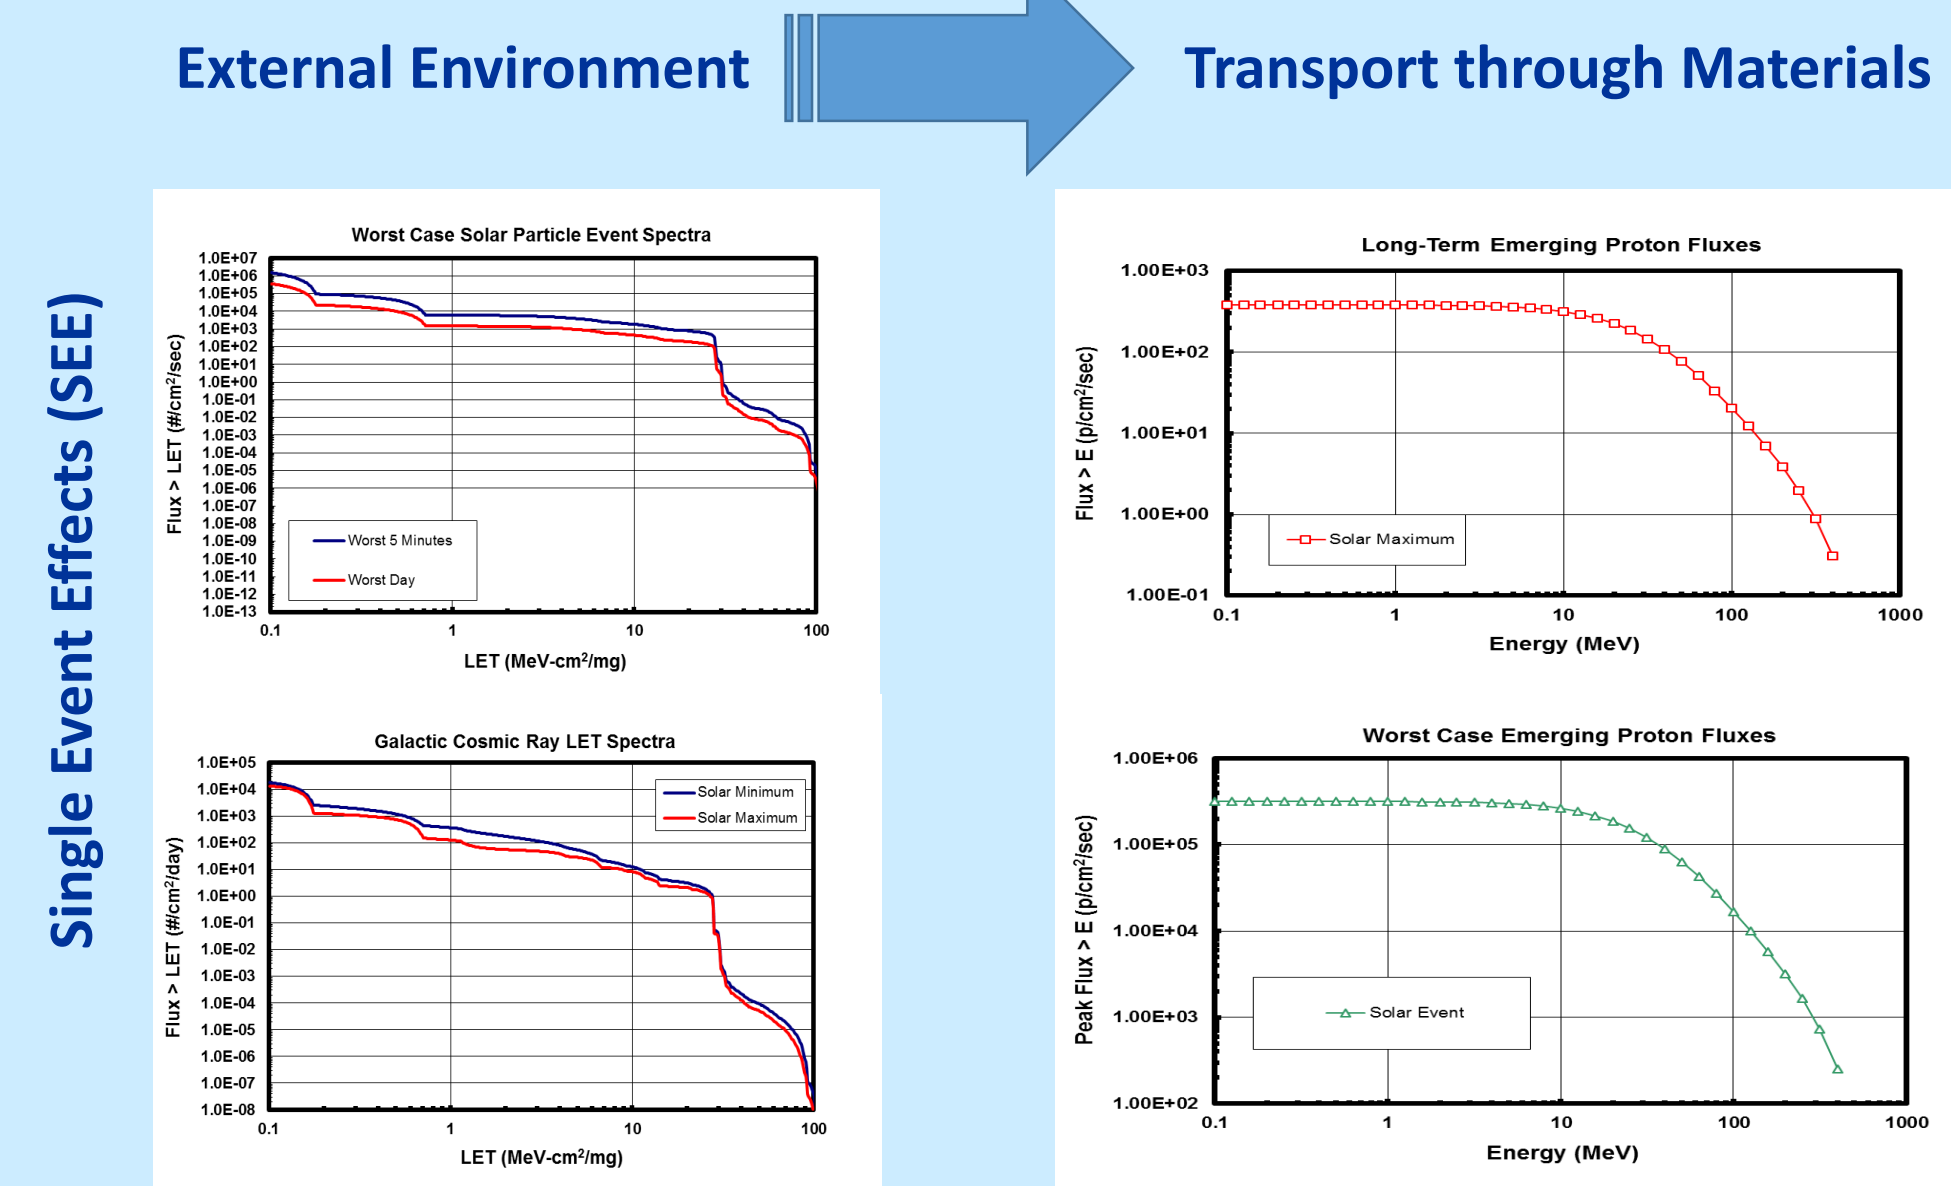 External Environment
Transport through Materials
Single Event Effects (SEE)
Worst Case Solar Particle Event Spectra
Flux > LET (#/cm²/sec)
1.0E+07
1.0E+06
1.0E+05
1.0E+04
1.0E+03
1.0E+02
1.0E+01
1.0E+00
1.0E-01
1.0E-02
1.0E-03
1.0E-04
1.0E-05
1.0E-06
1.0E-07
1.0E-08
1.0E-09
1.0E-10
1.0E-11
1.0E-12
1.0E-13
Worst 5 Minutes
Worst Day
0.1 1 10 100
LET (MeV-cm²/mg)
Long-Term Emerging Proton Fluxes
Flux > E (p/cm²/sec)
1.00E+03
1.00E+02
1.00E+01
1.00E+00
1.00E-01
Solar Maximum
0.1 1 10 100 1000
Energy (MeV)
Galactic Cosmic Ray LET Spectra
Flux > LET (#/cm²/day)
1.0E+05
1.0E+04
1.0E+03
1.0E+02
1.0E+01
1.0E+00
1.0E-01
1.0E-02
1.0E-03
1.0E-04
1.0E-05
1.0E-06
1.0E-07
1.0E-08
Solar Minimum
Solar Maximum
0.1 1 10 100
LET (MeV-cm²/mg)
Worst Case Emerging Proton Fluxes
Peak Flux > E (p/cm²/sec)
1.00E+06
1.00E+05
1.00E+04
1.00E+03
1.00E+02
Solar Event
0.1 1 10 100 1000
Energy (MeV)